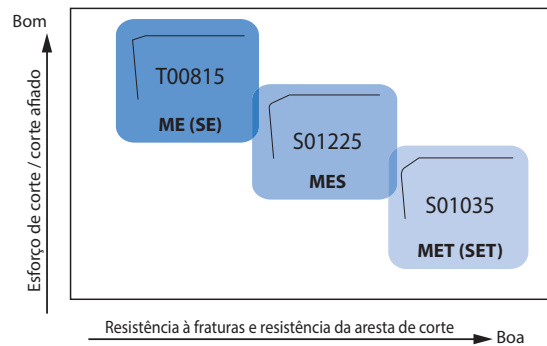 Bom
Esforço de corte / corte afiado
T00815
ME (SE)
S01225
MES
S01035
MET (SET)
Resistência à fraturas e resistência da aresta de corte
Boa